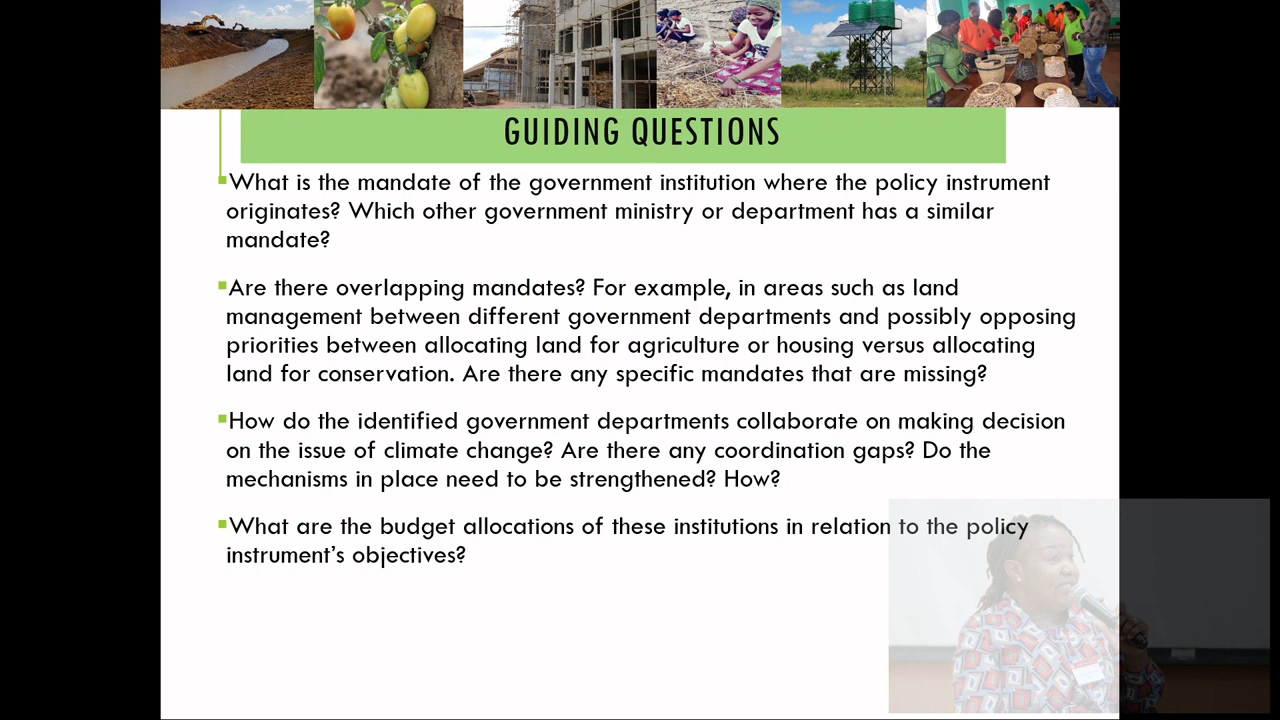 GUIDING QUESTIONS
What is the mandate of the government institution where the policy instrument
originates? Which other government ministry or department has a similar
mandate?
Are there overlapping mandates? For example, in areas such as land
management between different government departments and possibly opposing
priorities between allocating land for agriculture or housing versus allocating
land for conservation. Are there any specific mandates that are missing?
How do the identified government departments collaborate on making decision
on the issue of climate change? Are there any coordination gaps? Do the
mechanisms in place need to be strengthened? How?
What are the budget allocations of these institutions in relation to the policy
instrument's objectives?